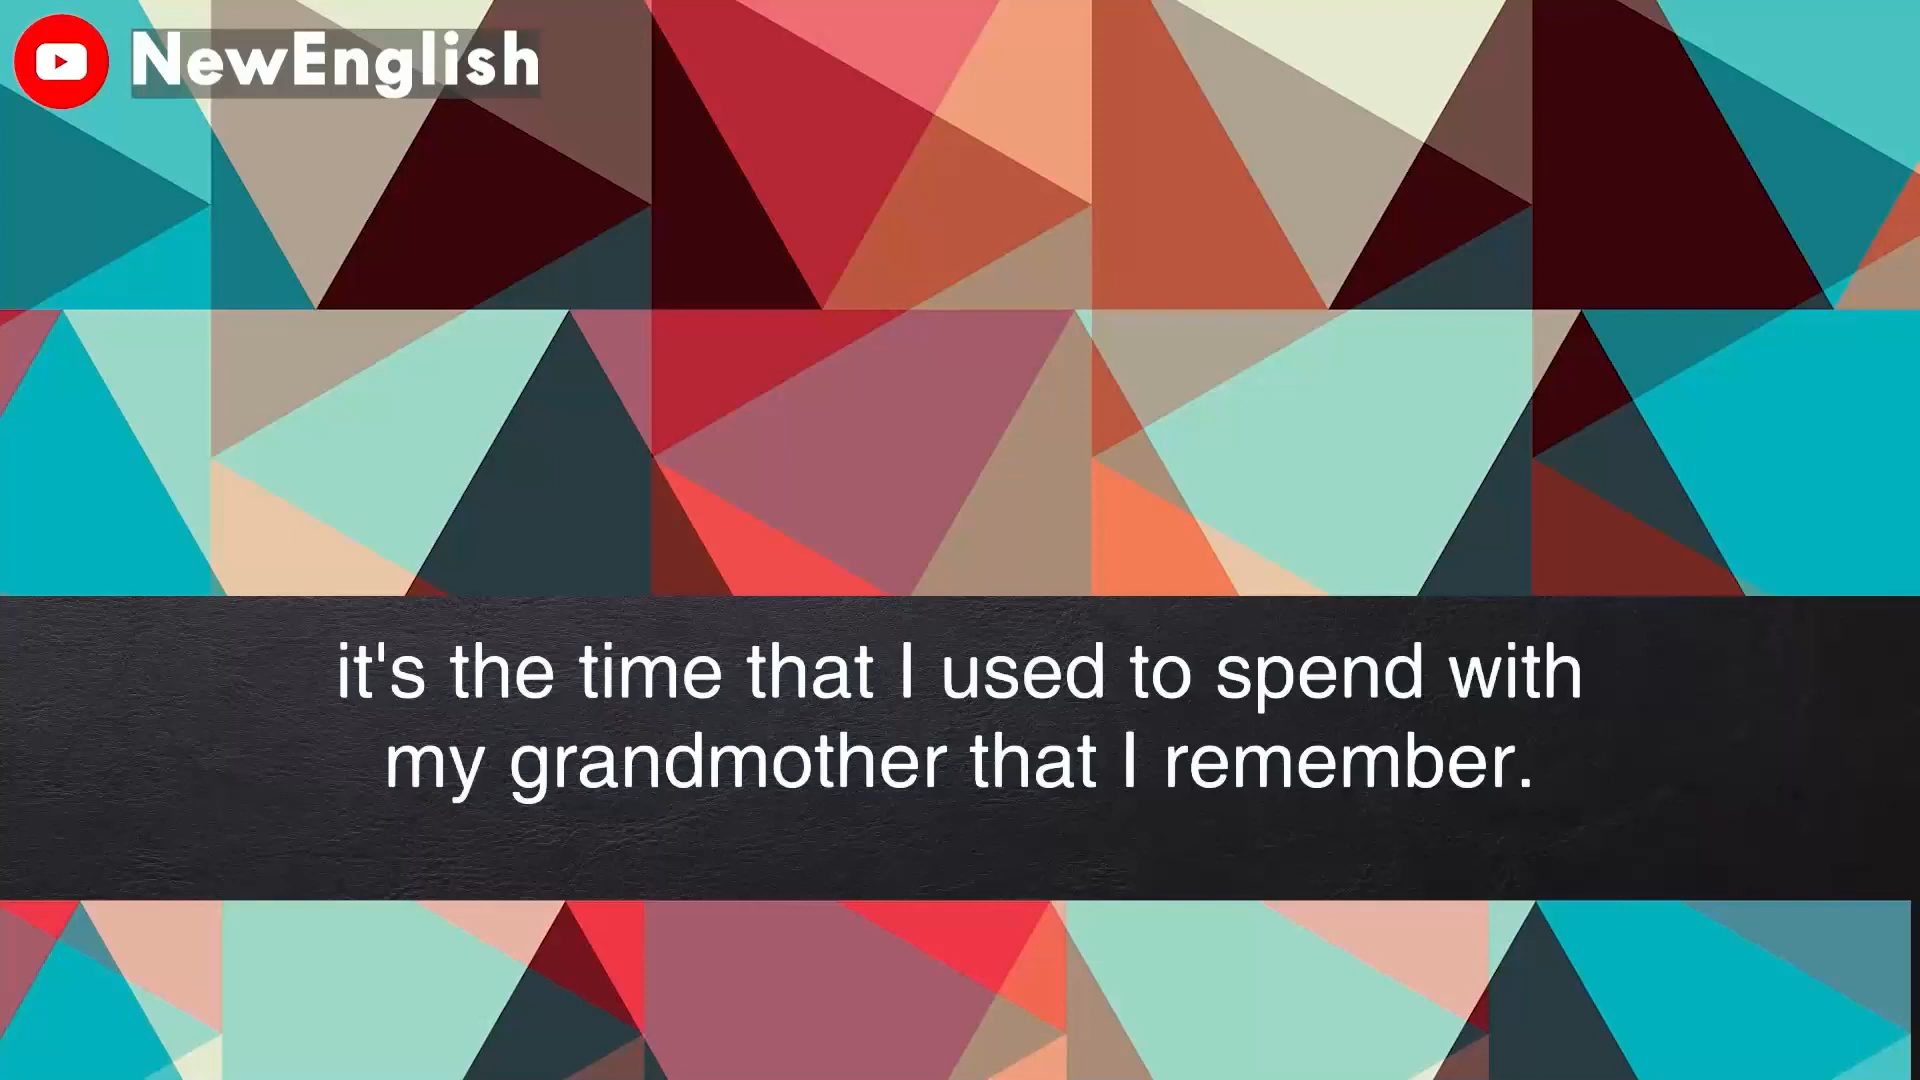 NewEnglish
it's the time that I used to spend with
my grandmother that I remember.